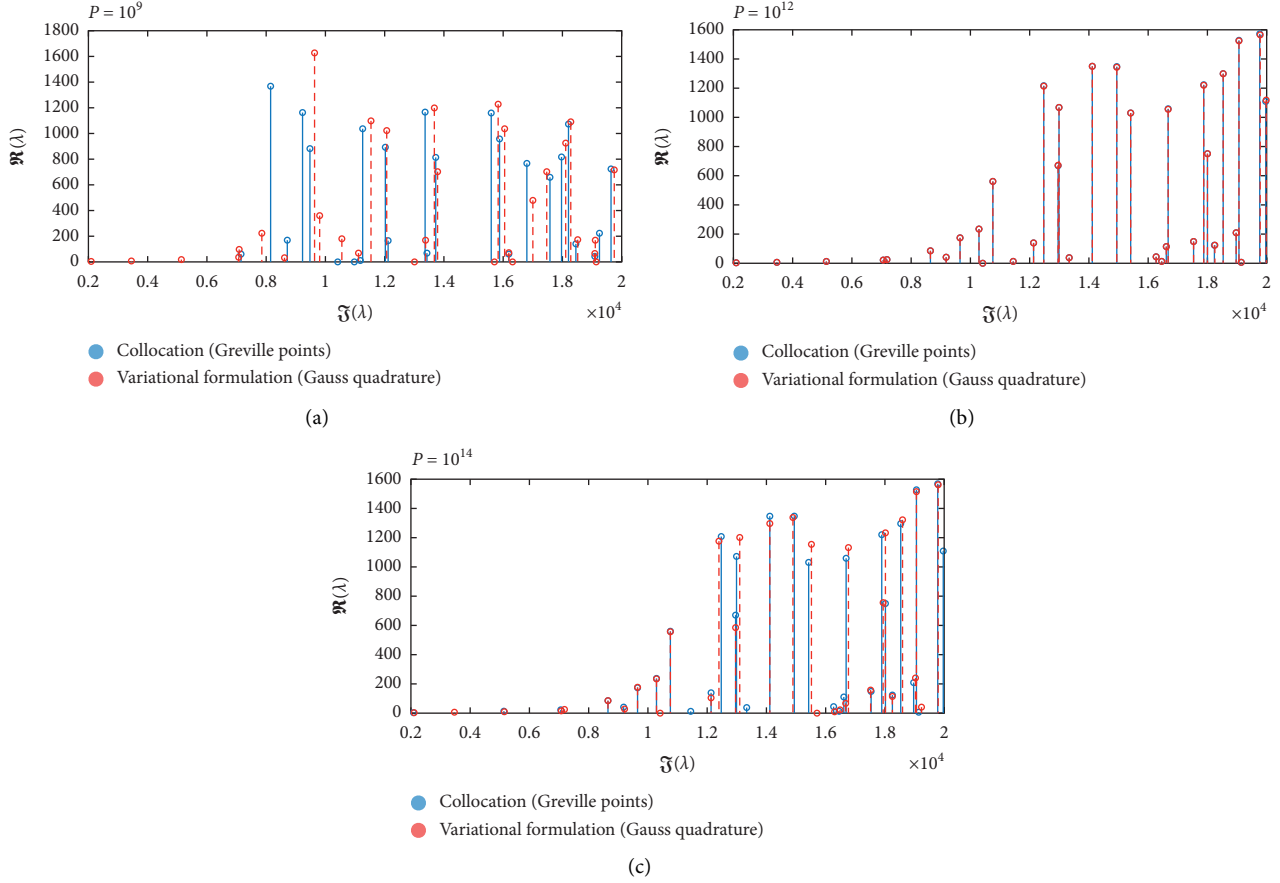 P = 10^9
1800
1600
1400
1200
1000
800
600
400
200
0
ℜ(λ)
0.2 0.4 0.6 0.8 1 1.2 1.4 1.6 1.8 2
ℑ(λ)
×10^4
Collocation (Greville points)
Variational formulation (Gauss quadrature)
(a)
P = 10^12
1600
1400
1200
1000
800
600
400
200
0
ℜ(λ)
0.2 0.4 0.6 0.8 1 1.2 1.4 1.6 1.8 2
ℑ(λ)
×10^4
Collocation (Greville points)
Variational formulation (Gauss quadrature)
(b)
P = 10^14
1600
1400
1200
1000
800
600
400
200
0
ℜ(λ)
0.2 0.4 0.6 0.8 1 1.2 1.4 1.6 1.8 2
ℑ(λ)
×10^4
Collocation (Greville points)
Variational formulation (Gauss quadrature)
(c)